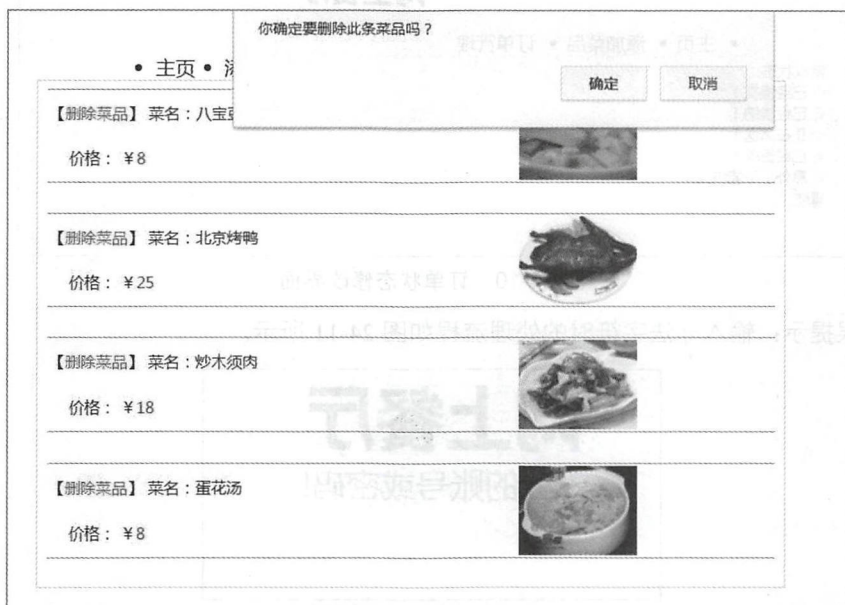 你确定要删除此条菜品吗？
确定 取消
• 主页 •
【删除菜品】 菜名：八宝
价格： ￥8
【删除菜品】 菜名：北京烤鸭
价格： ￥25
【删除菜品】 菜名：炒木须肉
价格： ￥18
【删除菜品】 菜名：蛋花汤
价格： ￥8